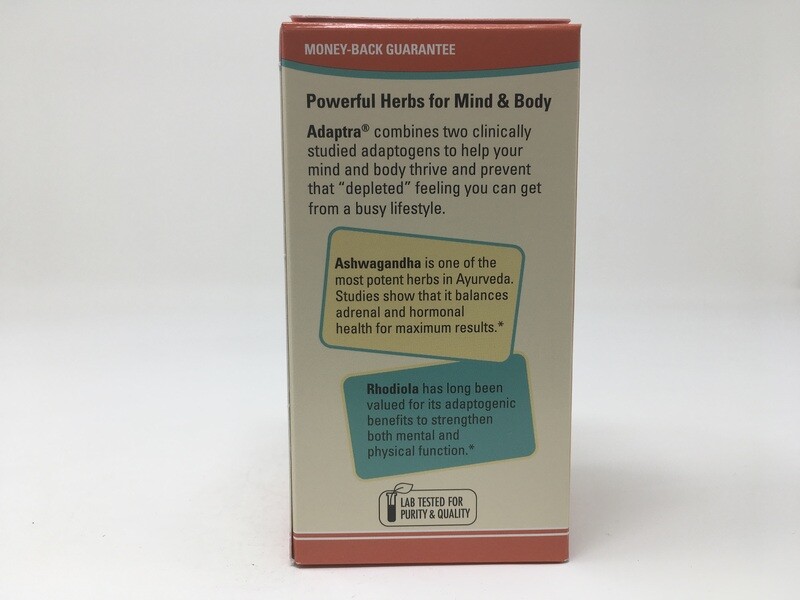 MONEY-BACK GUARANTEE
Powerful Herbs for Mind & Body
Adaptra® combines two clinically
studied adaptogens to help your
mind and body thrive and prevent
that “depleted” feeling you can get
from a busy lifestyle.
Ashwagandha is one of the
most potent herbs in Ayurveda.
Studies show that it balances
adrenal and hormonal
health for maximum results.*
Rhodiola has long been
valued for its adaptogenic
benefits to strengthen
both mental and
physical function.*
LAB TESTED FOR
PURITY & QUALITY